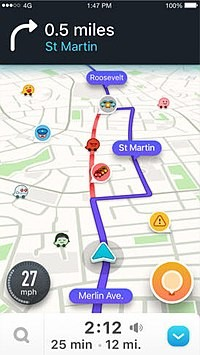 4G 1:47 PM 100%
0.5 miles
St Martin
Roosevelt
St Martin
27
mph
Merlin Ave.
2:12
25 min · 12 mi.